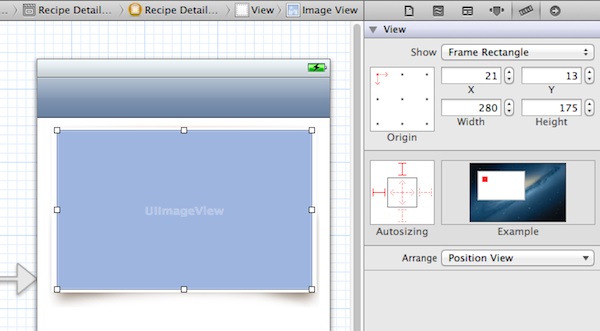 ... Recipe Detail... Recipe Detail... View Image View
View
Show Frame Rectangle
21 13
X Y
280 175
Origin Width Height
UIImageView
Autosizing Example
Arrange Position View